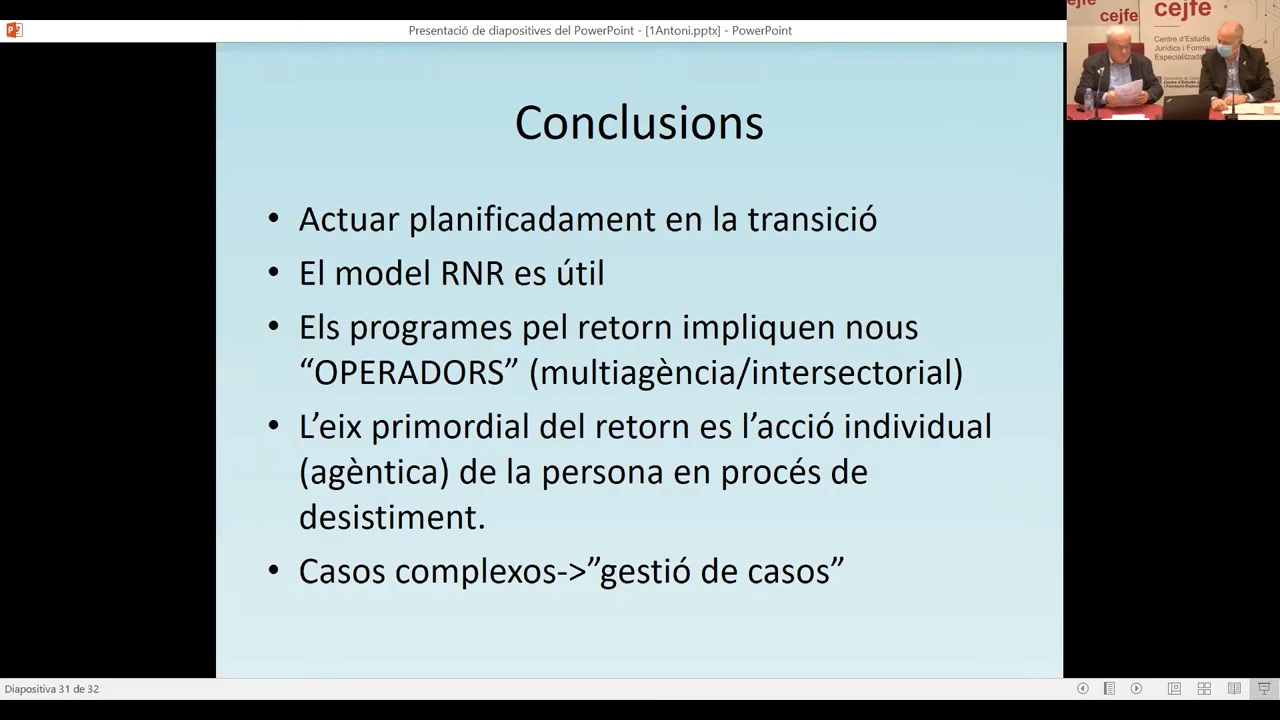 Presentació de diapositives del PowerPoint - [1Antoni.pptx] - PowerPoint
cejfe
cejfe
cejfe
Centre d'Estudis
Jurídics i Formació
Especialitzada
Conclusions
• Actuar planificadament en la transició
• El model RNR es útil
• Els programes pel retorn impliquen nous
“OPERADORS” (multiagència/intersectorial)
• L’eix primordial del retorn es l’acció individual
(agèntica) de la persona en procés de
desistiment.
• Casos complexos->”gestió de casos”
Diapositiva 31 de 32